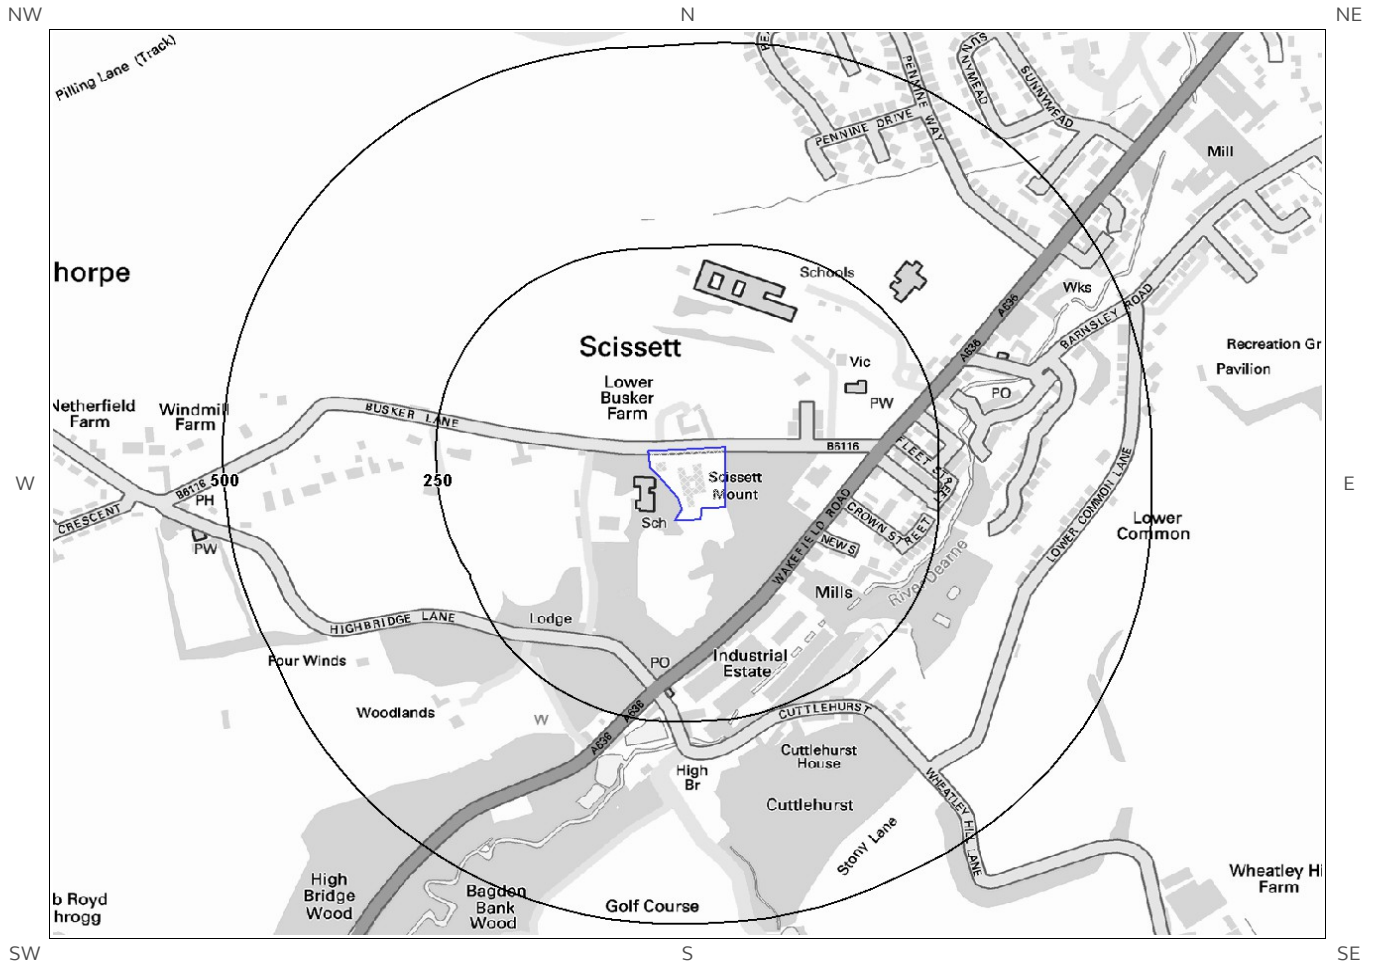 NW
N
NE
Pilling Lane (Track)
HE
PENNINE WAY
PENNINE DRIVE
SUNNYMEAD
SUNNYMEAD
Mill
horpe
Schools
Wks
A636
A636
BARNSLEY ROAD
Scissett
Recreation Gr
Pavilion
Vic
PW
PO
Lower
Busker
Farm
Netherfield
Farm
Windmill
Farm
BUSKER LANE
B6116
FLEET STREET
W
E
500
250
B6116
PH
CRESCENT
PW
Scissett
Mount
Sch
WAKEFIELD ROAD
CROWN STREET
NEWS
LOWER COMMON LANE
Lower
Common
River Dearne
Mills
HIGHBRIDGE LANE
Lodge
Four Winds
PO
Industrial
Estate
Woodlands
W
A636
A636
CUTTLEHURST
Cuttlehurst
House
High
Br
Cuttlehurst
WHEATLEY HILL LANE
Stony Lane
High
Bridge
Wood
Bagden
Bank
Wood
Golf Course
Wheatley Hi
Farm
b Royd
hrogg
SW
S
SE